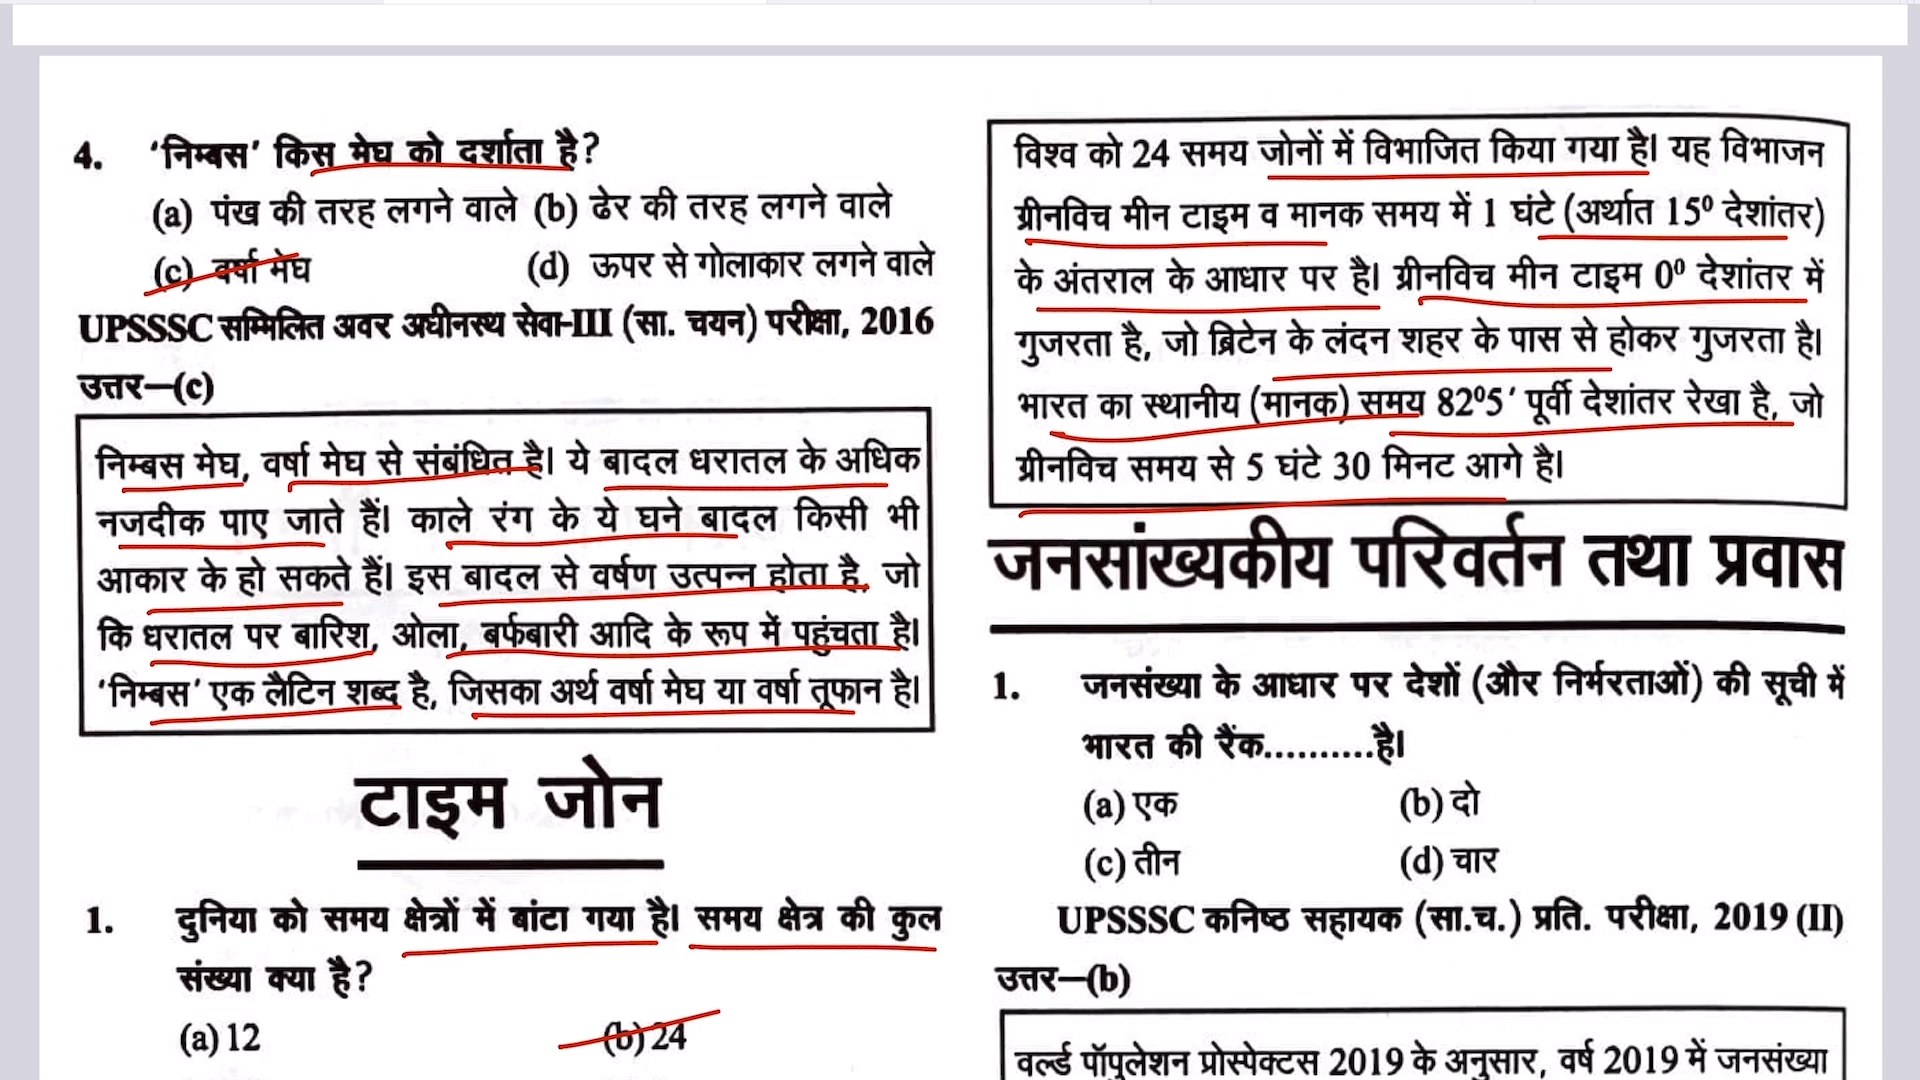 4. ‘निम्बस’ किस मेघ को दर्शाता है?
(a) पंख की तरह लगने वाले (b) ढेर की तरह लगने वाले
(c) वर्षा मेघ (d) ऊपर से गोलाकार लगने वाले
UPSSSC सम्मिलित अवर अधीनस्थ सेवा-III (सा. चयन) परीक्षा, 2016
उत्तर—(c)
निम्बस मेघ, वर्षा मेघ से संबंधित है। ये बादल धरातल के अधिक
नजदीक पाए जाते हैं। काले रंग के ये घने बादल किसी भी
आकार के हो सकते हैं। इस बादल से वर्षण उत्पन्न होता है, जो
कि धरातल पर बारिश, ओला, बर्फबारी आदि के रूप में पहुंचता है।
‘निम्बस’ एक लैटिन शब्द है, जिसका अर्थ वर्षा मेघ या वर्षा तूफान है।
टाइम जोन
1. दुनिया को समय क्षेत्रों में बांटा गया है। समय क्षेत्र की कुल
संख्या क्या है?
(a) 12 (b) 24
विश्व को 24 समय जोनों में विभाजित किया गया है। यह विभाजन
ग्रीनविच मीन टाइम व मानक समय में 1 घंटे (अर्थात 15⁰ देशांतर)
के अंतराल के आधार पर है। ग्रीनविच मीन टाइम 0⁰ देशांतर में
गुजरता है, जो ब्रिटेन के लंदन शहर के पास से होकर गुजरता है।
भारत का स्थानीय (मानक) समय 82⁰5′ पूर्वी देशांतर रेखा है, जो
ग्रीनविच समय से 5 घंटे 30 मिनट आगे है।
जनसांख्यकीय परिवर्तन तथा प्रवास
1. जनसंख्या के आधार पर देशों (और निर्मरताओं) की सूची में
भारत की रैंक..........है।
(a) एक (b) दो
(c) तीन (d) चार
UPSSSC कनिष्ठ सहायक (सा.च.) प्रति. परीक्षा, 2019 (II)
उत्तर—(b)
वर्ल्ड पॉपुलेशन प्रोस्पेक्टस 2019 के अनुसार, वर्ष 2019 में जनसंख्या